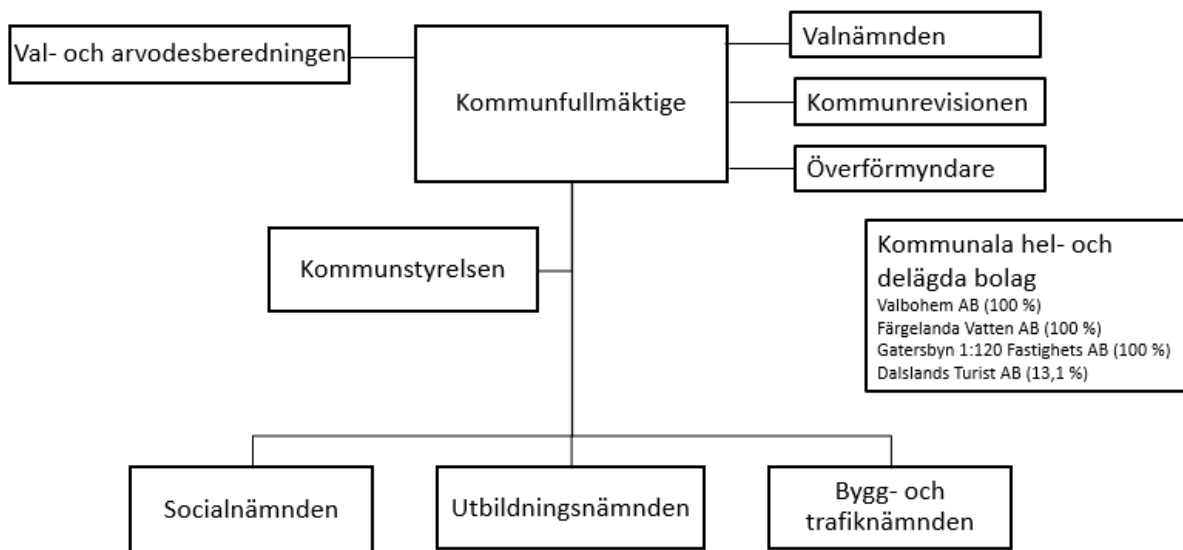 Val- och arvodesberedningen
Kommunfullmäktige
Valnämnden
Kommunrevisionen
Överförmyndare
Kommunstyrelsen
Kommunala hel- och
delägda bolag
Valbohem AB (100 %)
Färgelanda Vatten AB (100 %)
Gatersbyn 1:120 Fastighets AB (100 %)
Dalslands Turist AB (13,1 %)
Socialnämnden
Utbildningsnämnden
Bygg- och
trafiknämnden